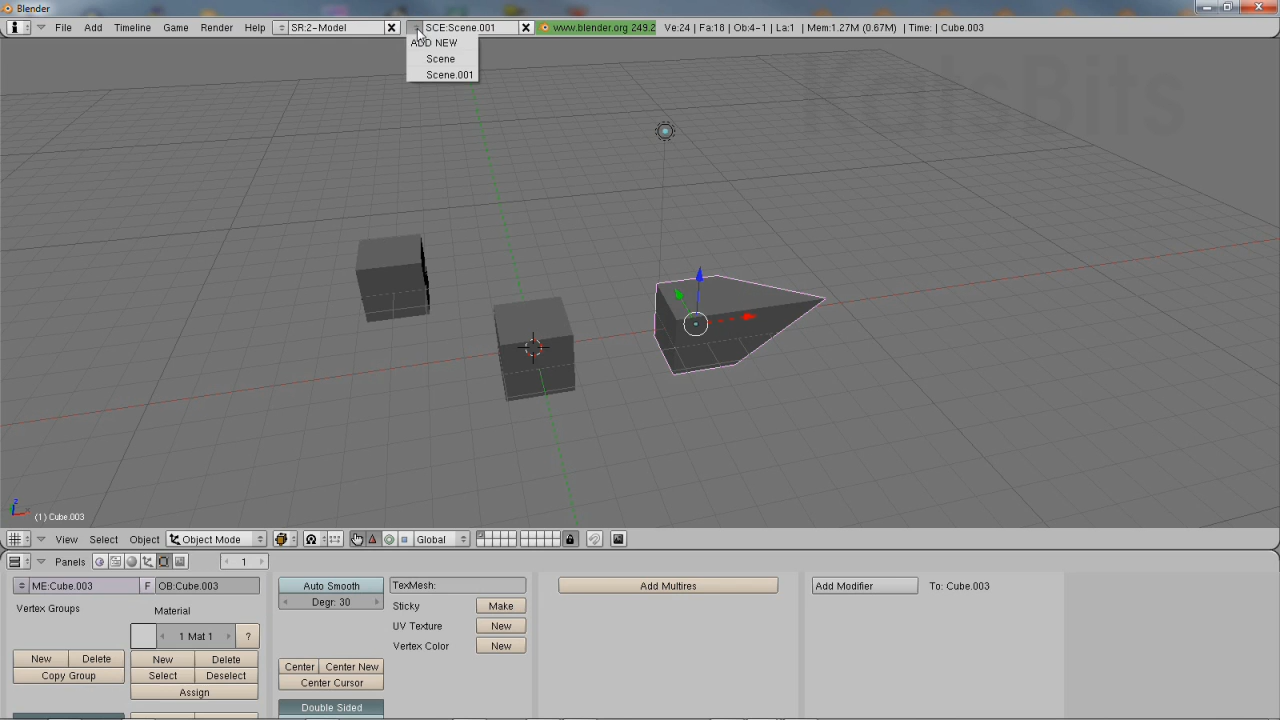 Blender
File Add Timeline Game Render Help SR:2-Model SCE:Scene.001 www.blender.org 249.2 Ve:24 | Fa:18 | Ob:4-1 | La:1 | Mem:1.27M (0.67M) | Time: | Cube.003
ADD NEW
Scene
Scene.001
KatsBits
z
(1) Cube.003
View Select Object Object Mode Global
Panels 1
ME:Cube.003 F OB:Cube.003 Auto Smooth TexMesh: Add Multires Add Modifier To: Cube.003
Degr: 30
Vertex Groups Material Sticky Make
1 Mat 1 ? UV Texture New
Vertex Color New
New Delete New Delete Center Center New
Copy Group Select Deselect Center Cursor
Assign
Double Sided